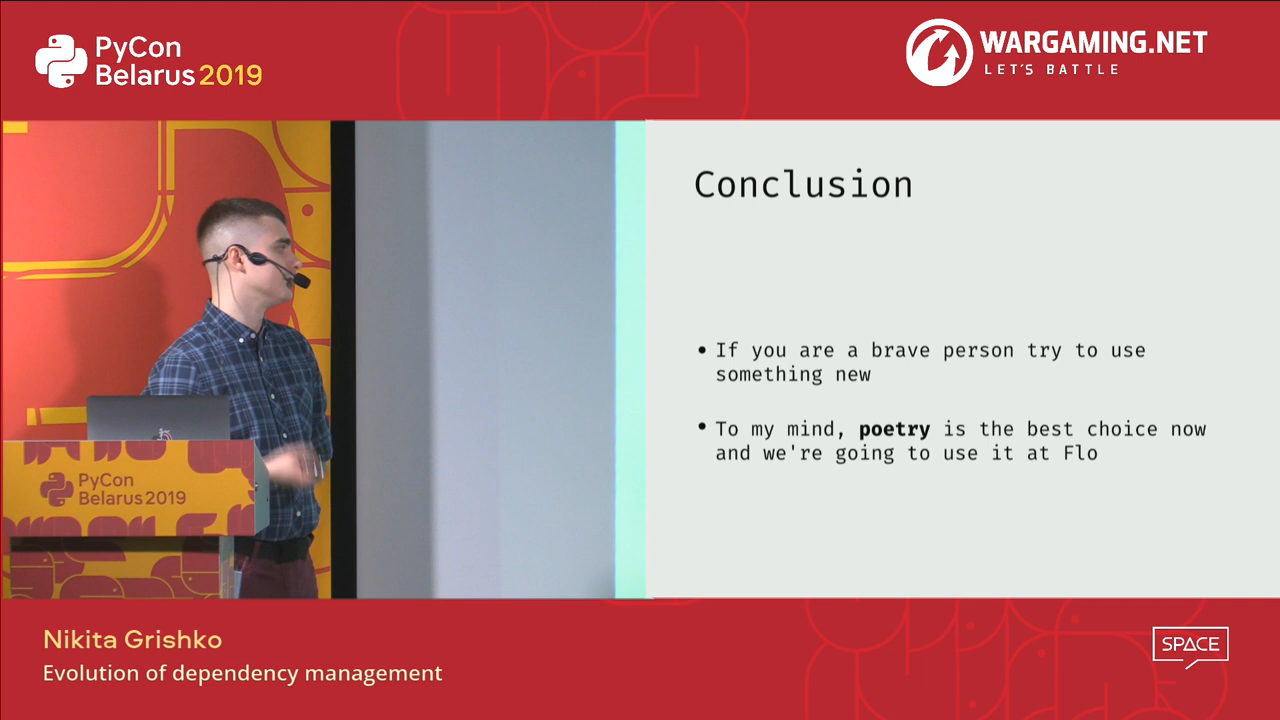 PyCon
Belarus 2019
WARGAMING.NET
LET'S BATTLE
Conclusion
• If you are a brave person try to use
something new
• To my mind, poetry is the best choice now
and we're going to use it at Flo
PyCon
Belarus 2019
Nikita Grishko
Evolution of dependency management
SPACE